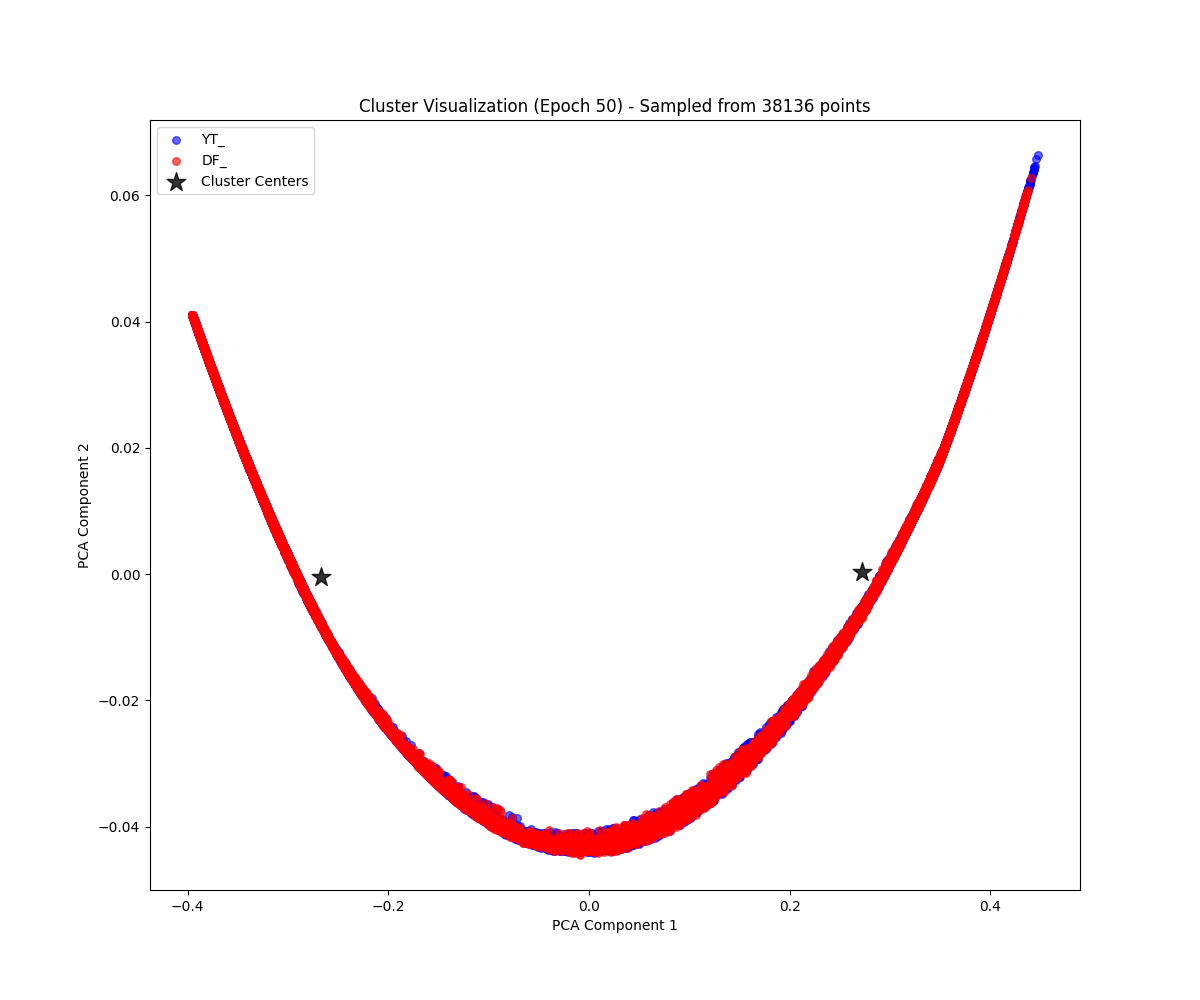 Cluster Visualization (Epoch 50) - Sampled from 38136 points
YT_
DF_
Cluster Centers
0.06
0.04
0.02
0.00
−0.02
−0.04
PCA Component 2
−0.4
−0.2
0.0
0.2
0.4
PCA Component 1